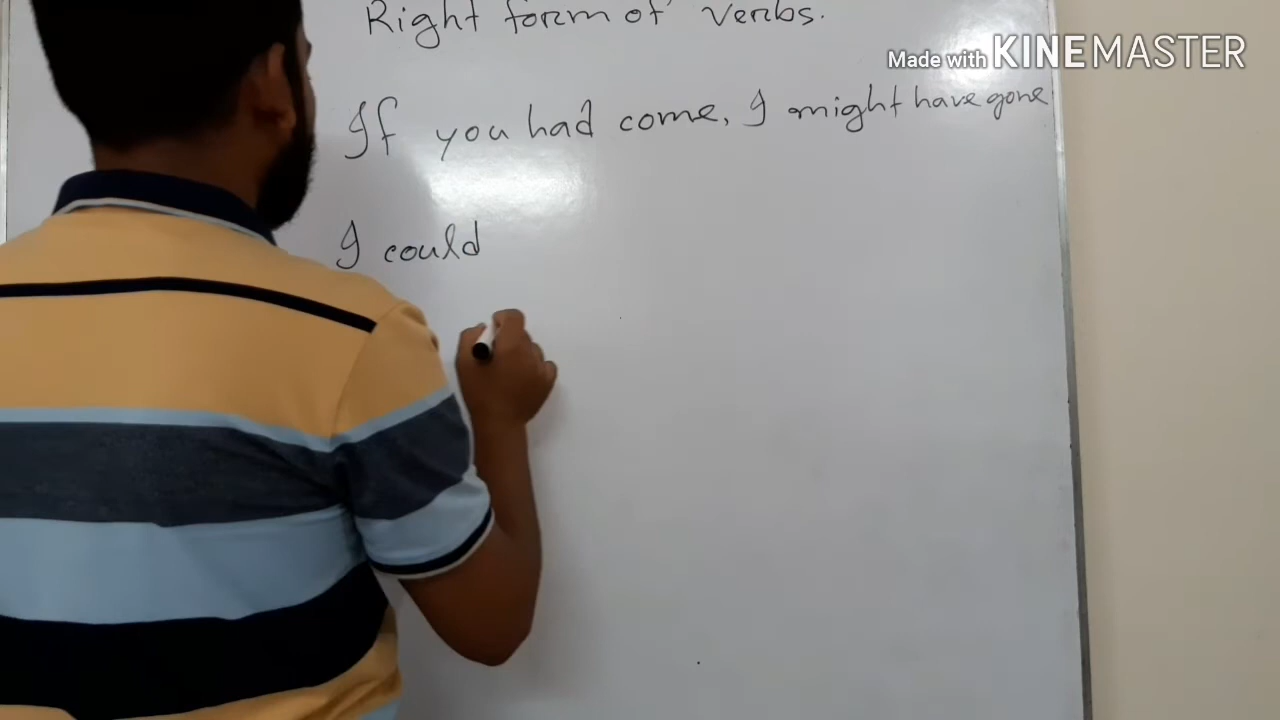 Right form of verbs.
Made with KINEMASTER
If you had come, I might have gone
I could